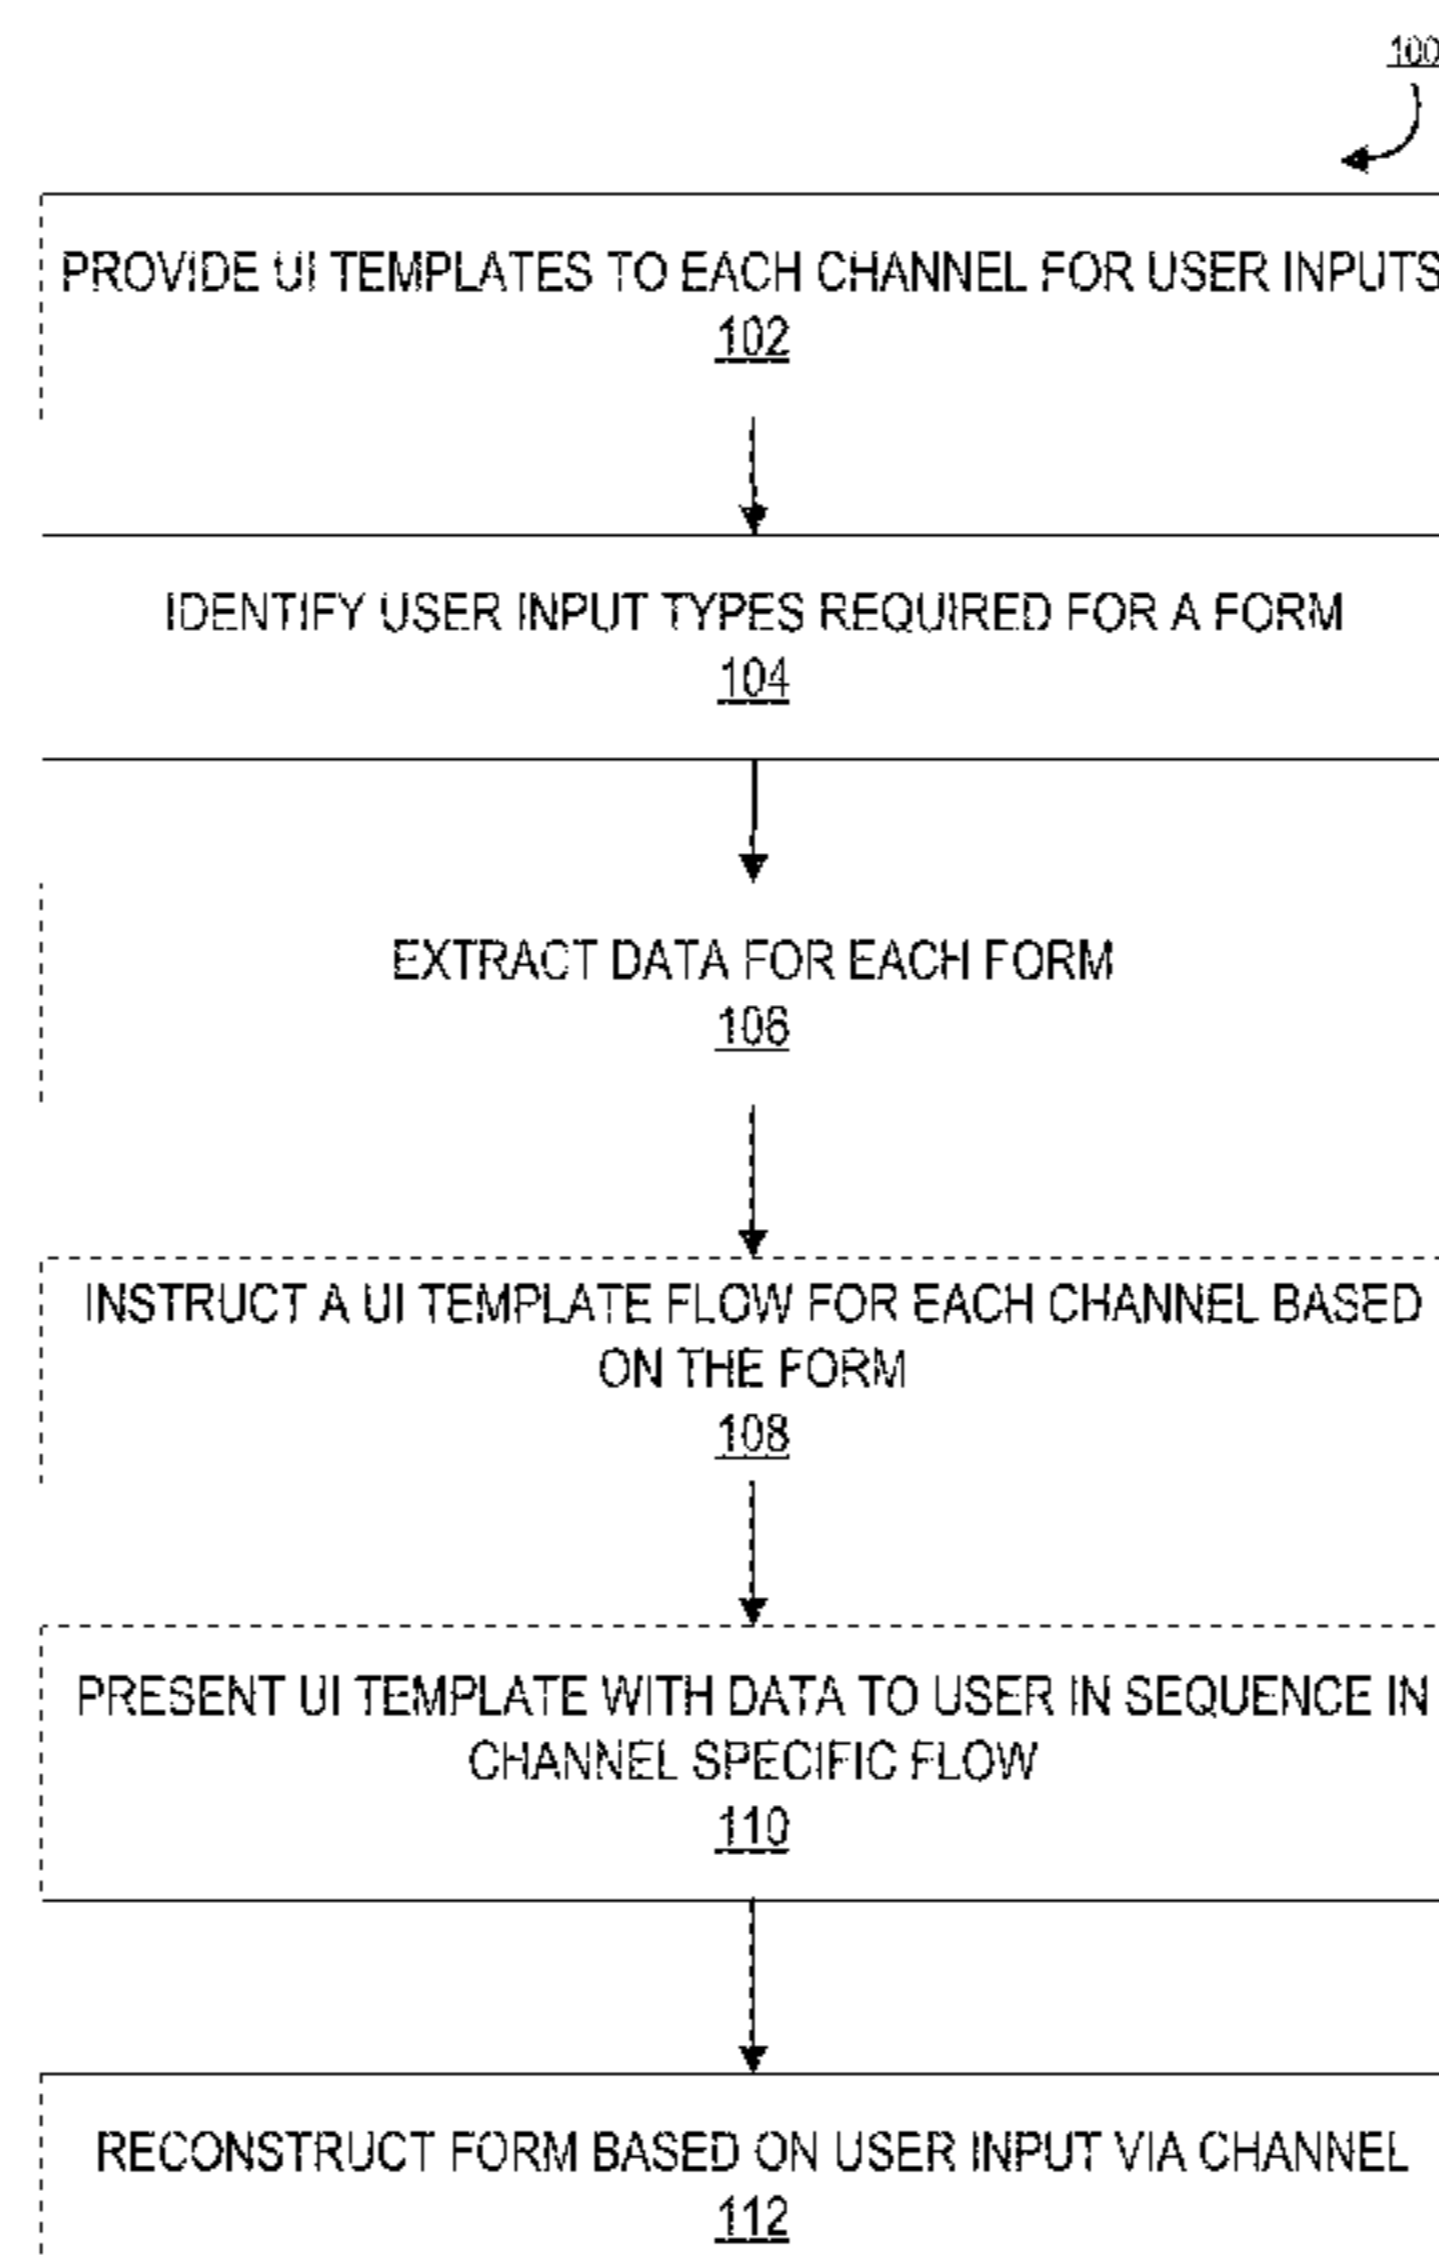 100
PROVIDE UI TEMPLATES TO EACH CHANNEL FOR USER INPUTS
102
IDENTIFY USER INPUT TYPES REQUIRED FOR A FORM
104
EXTRACT DATA FOR EACH FORM
106
INSTRUCT A UI TEMPLATE FLOW FOR EACH CHANNEL BASED
ON THE FORM
108
PRESENT UI TEMPLATE WITH DATA TO USER IN SEQUENCE IN
CHANNEL SPECIFIC FLOW
110
RECONSTRUCT FORM BASED ON USER INPUT VIA CHANNEL
112